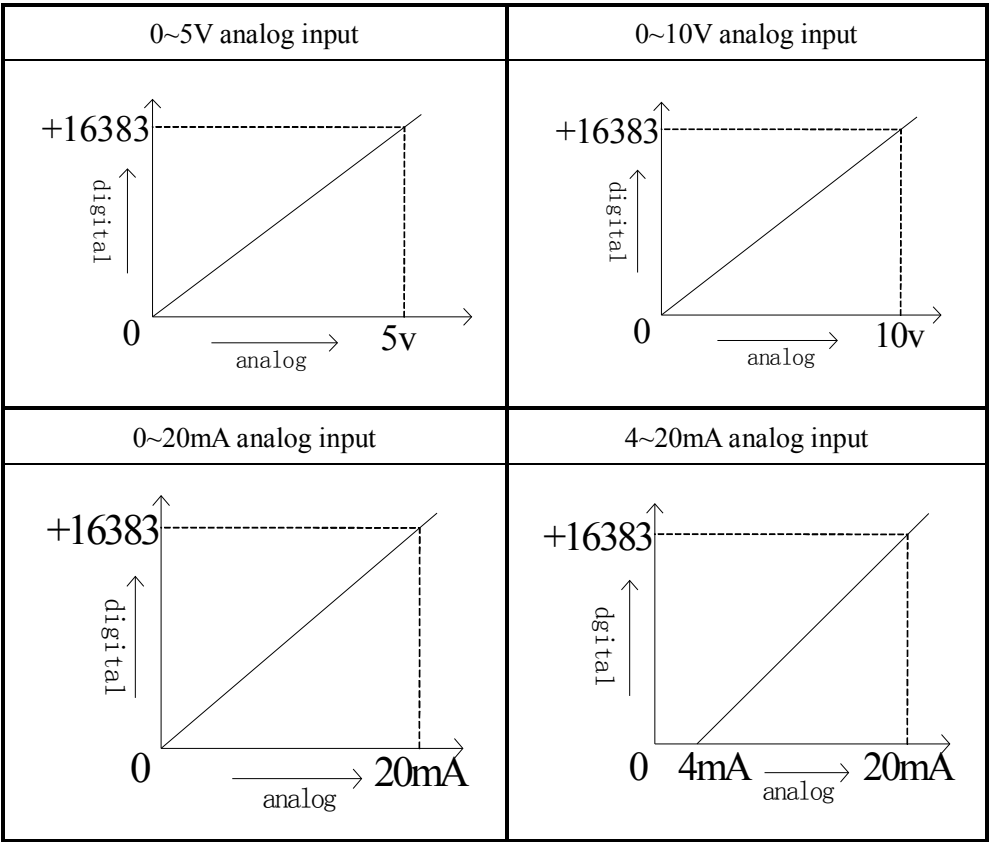 0~5V analog input
0~10V analog input
+16383
digital
0
5v
analog
+16383
digital
0
10v
analog
0~20mA analog input
4~20mA analog input
+16383
digital
0
20mA
analog
+16383
dgital
0
4mA
20mA
analog